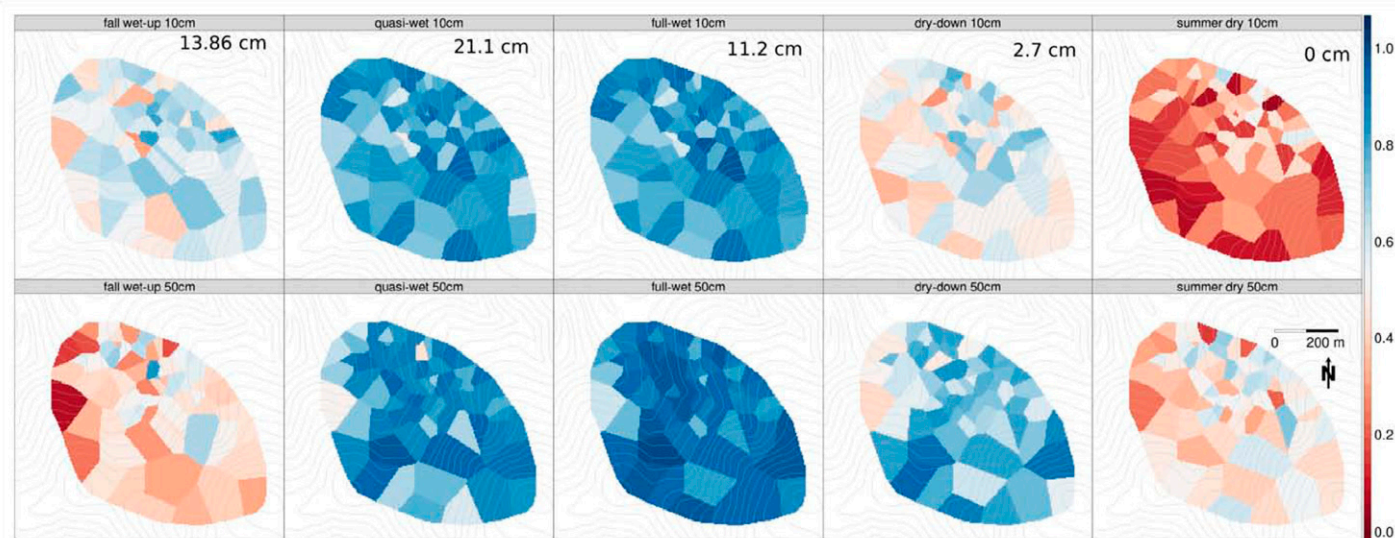 fall wet-up 10cm
quasi-wet 10cm
full-wet 10cm
dry-down 10cm
summer dry 10cm
13.86 cm
21.1 cm
11.2 cm
2.7 cm
0 cm
1.0
0.8
0.6
0.4
0.2
0.0
fall wet-up 50cm
quasi-wet 50cm
full-wet 50cm
dry-down 50cm
summer dry 50cm
0 200 m
N